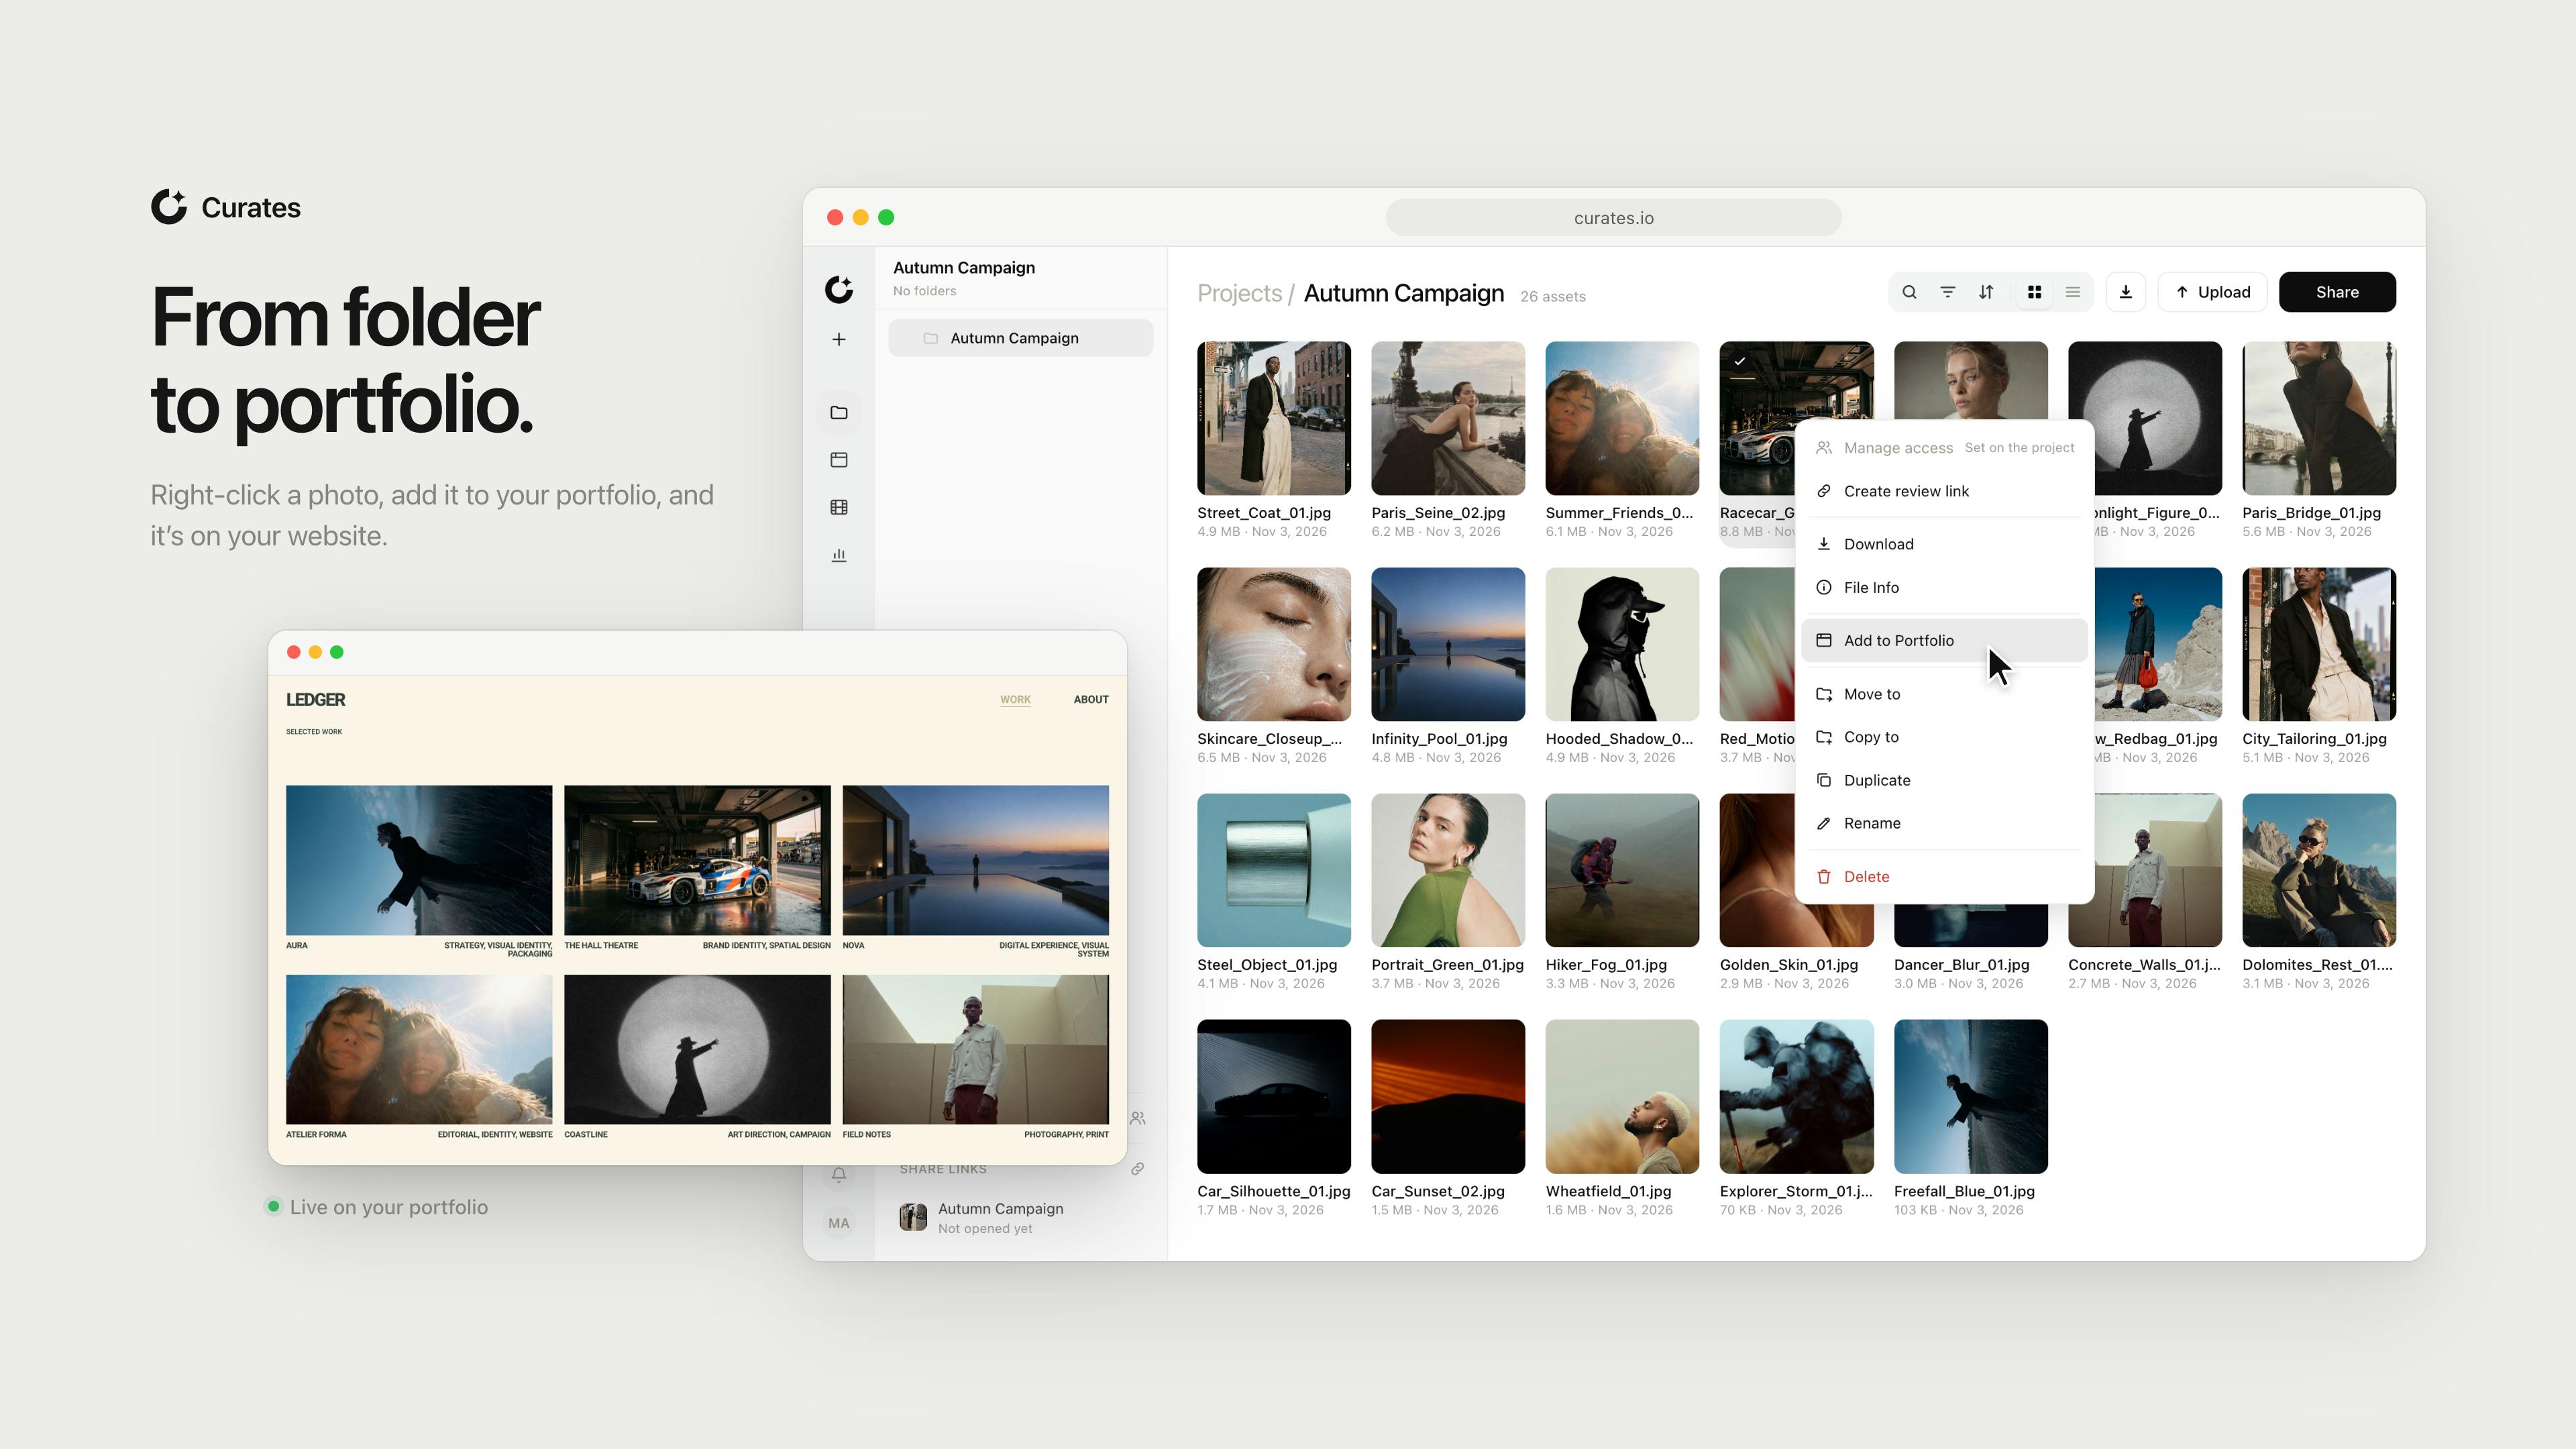 Curates
From folder
to portfolio.
Right-click a photo, add it to your portfolio, and
it's on your website.
LEDGER
WORK
ABOUT
SELECTED WORK
AURA
STRATEGY, VISUAL IDENTITY,
PACKAGING
THE HALL THEATRE
BRAND IDENTITY, SPATIAL DESIGN
NOVA
DIGITAL EXPERIENCE, VISUAL
SYSTEM
ATELIER FORMA
EDITORIAL, IDENTITY, WEBSITE
COASTLINE
ART DIRECTION, CAMPAIGN
FIELD NOTES
PHOTOGRAPHY, PRINT
Live on your portfolio
curates.io
Autumn Campaign
No folders
Autumn Campaign
SHARE LINKS
Autumn Campaign
Not opened yet
MA
Projects / Autumn Campaign 26 assets
Upload
Share
Street_Coat_01.jpg
4.9 MB · Nov 3, 2026
Paris_Seine_02.jpg
6.2 MB · Nov 3, 2026
Summer_Friends_0...
6.1 MB · Nov 3, 2026
Racecar_G
8.8 MB · Nov
onlight_Figure_0...
MB · Nov 3, 2026
Paris_Bridge_01.jpg
5.6 MB · Nov 3, 2026
Skincare_Closeup_...
6.5 MB · Nov 3, 2026
Infinity_Pool_01.jpg
4.8 MB · Nov 3, 2026
Hooded_Shadow_0...
4.9 MB · Nov 3, 2026
Red_Motio
3.7 MB · Nov
w_Redbag_01.jpg
MB · Nov 3, 2026
City_Tailoring_01.jpg
5.1 MB · Nov 3, 2026
Steel_Object_01.jpg
4.1 MB · Nov 3, 2026
Portrait_Green_01.jpg
3.7 MB · Nov 3, 2026
Hiker_Fog_01.jpg
3.3 MB · Nov 3, 2026
Golden_Skin_01.jpg
2.9 MB · Nov 3, 2026
Dancer_Blur_01.jpg
3.0 MB · Nov 3, 2026
Concrete_Walls_01.j...
2.7 MB · Nov 3, 2026
Dolomites_Rest_01....
3.1 MB · Nov 3, 2026
Car_Silhouette_01.jpg
1.7 MB · Nov 3, 2026
Car_Sunset_02.jpg
1.5 MB · Nov 3, 2026
Wheatfield_01.jpg
1.6 MB · Nov 3, 2026
Explorer_Storm_01.j...
70 KB · Nov 3, 2026
Freefall_Blue_01.jpg
103 KB · Nov 3, 2026
Manage access Set on the project
Create review link
Download
File Info
Add to Portfolio
Move to
Copy to
Duplicate
Rename
Delete